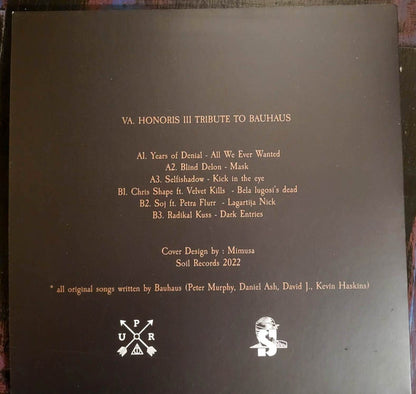 VA. HONORIS III TRIBUTE TO BAUHAUS
A1. Years of Denial - All We Ever Wanted
A2. Blind Delon - Mask
A3. Selfishadow - Kick in the eye
B1. Chris Shape ft. Velvet Kills - Bela lugosi's dead
B2. Soj ft. Petra Flurr - Lagartija Nick
B3. Radikal Kuss - Dark Entries
Cover Design by : Mimusa
Soil Records 2022
* all original songs written by Bauhaus (Peter Murphy, Daniel Ash, David J., Kevin Haskins)
P
U R